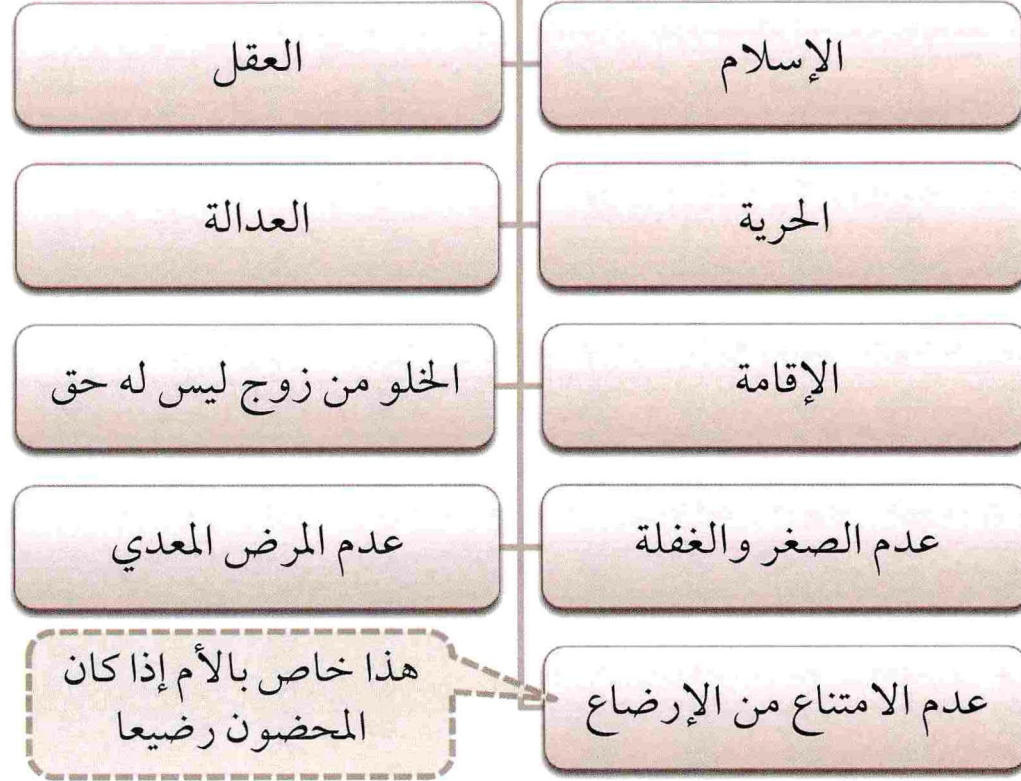 الإسلام
العقل
الحرية
العدالة
الإقامة
الخلو من زوج ليس له حق
عدم الصغر والغفلة
عدم المرض المعدي
عدم الامتناع من الإرضاع
هذا خاص بالأم إذا كان
المحضون رضيعا